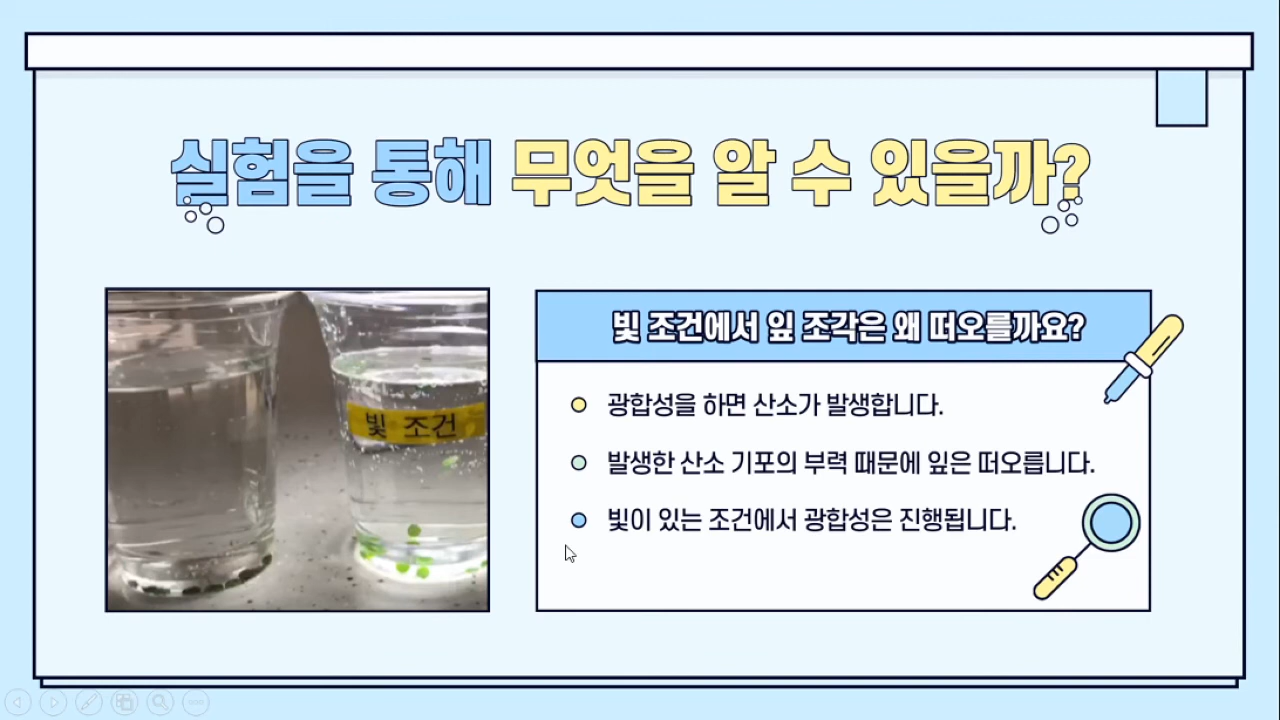 실험을 통해 무엇을 알 수 있을까?
빛 조건
빛 조건에서 잎 조각은 왜 떠오를까요?
광합성을 하면 산소가 발생합니다.
발생한 산소 기포의 부력 때문에 잎은 떠오릅니다.
빛이 있는 조건에서 광합성은 진행됩니다.